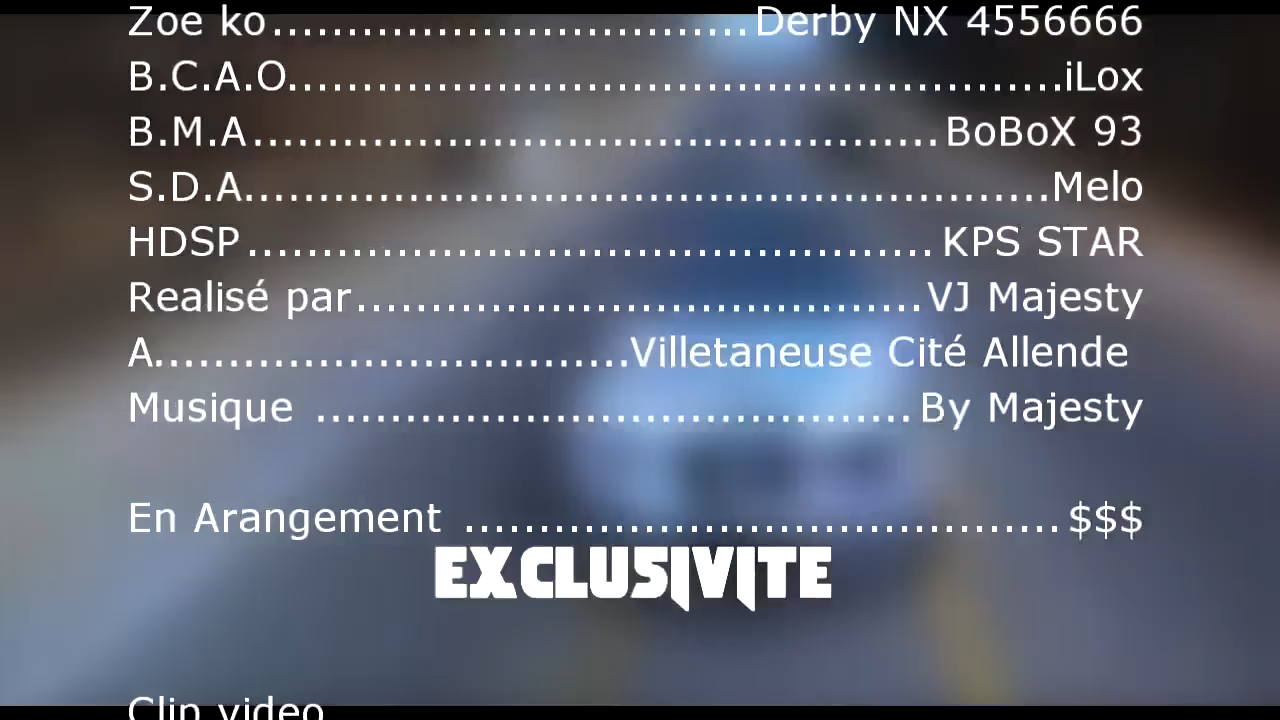 Zoe ko................................Derby NX 4556666
B.C.A.O....................................................iLox
B.M.A..............................................BoBoX 93
S.D.A......................................................Melo
HDSP..............................................KPS STAR
Realisé par......................................VJ Majesty
A................................Villetaneuse Cité Allende
Musique ........................................By Majesty
En Arangement ........................................$$$
EXCLUSIVITE
Clip video